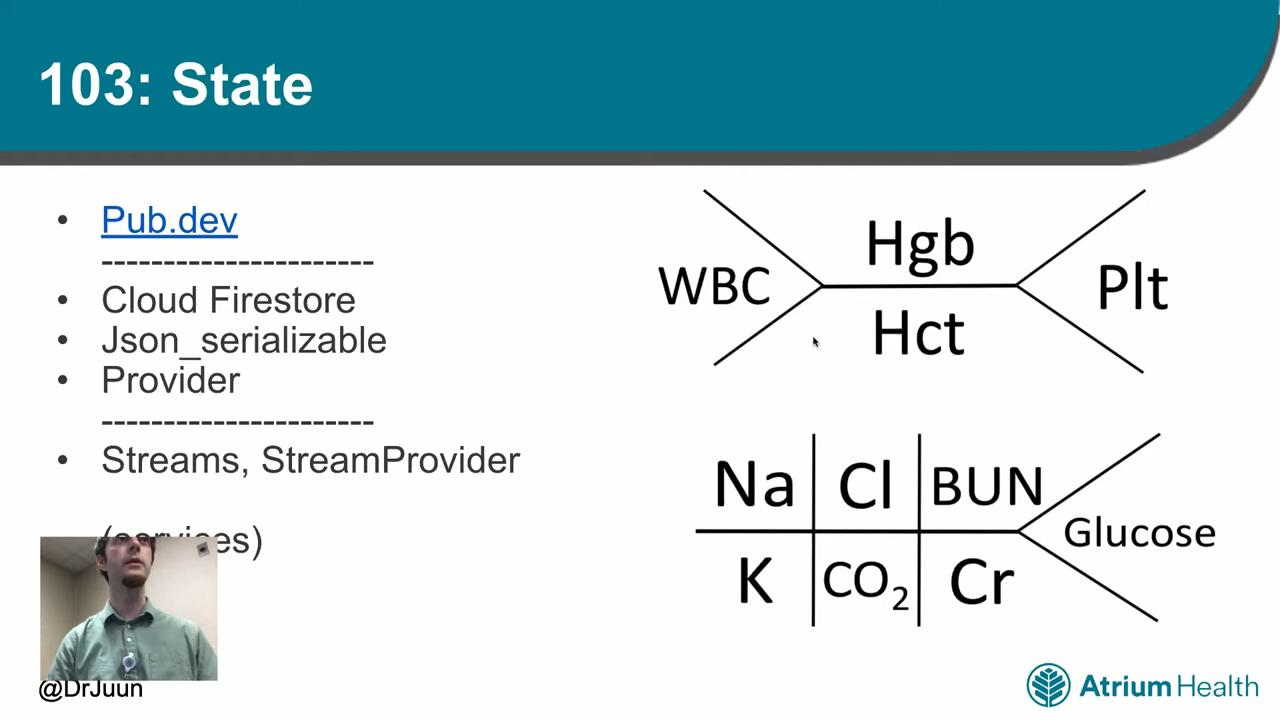 103: State
• Pub.dev
----------------------
• Cloud Firestore
• Json_serializable
• Provider
----------------------
• Streams, StreamProvider
(services)
WBC
Hgb
Hct
Plt
Na
Cl
BUN
K
CO₂
Cr
Glucose
@DrJuun
Atrium Health